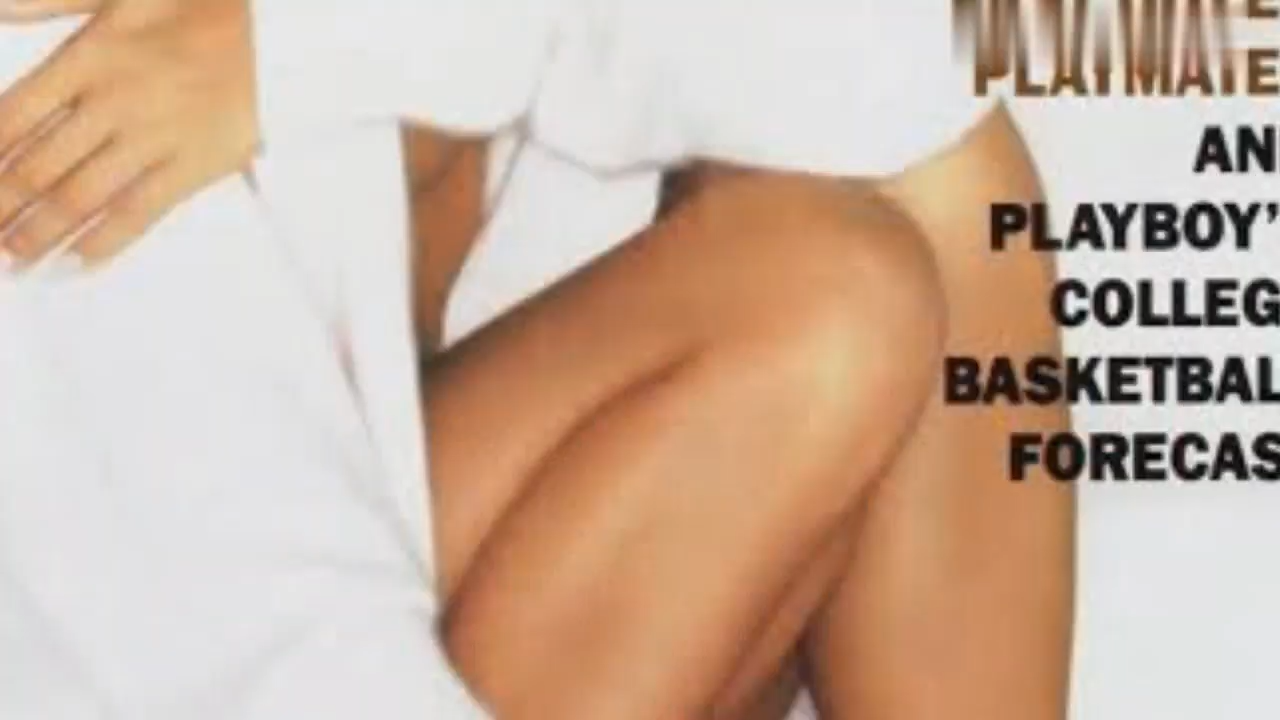 PLAYMATE
AN
PLAYBOY'
COLLEG
BASKETBAL
FORECAS